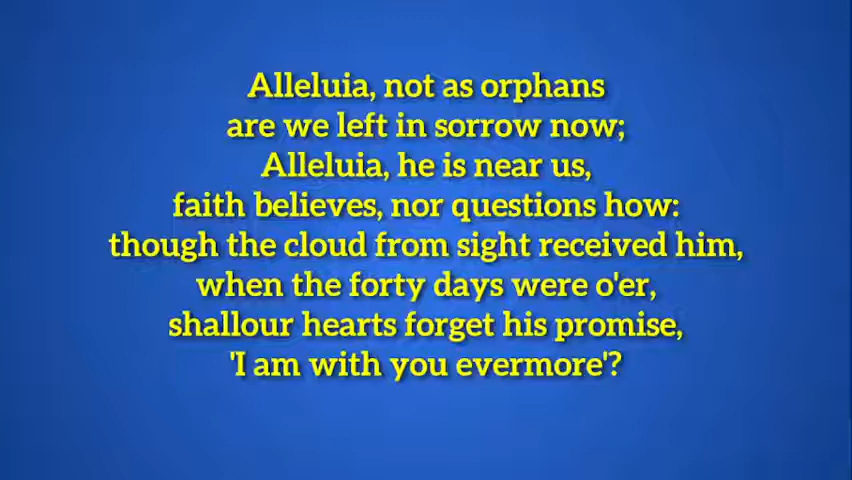 Alleluia, not as orphans
are we left in sorrow now;
Alleluia, he is near us,
faith believes, nor questions how:
though the cloud from sight received him,
when the forty days were o'er,
shallour hearts forget his promise,
'I am with you evermore'?